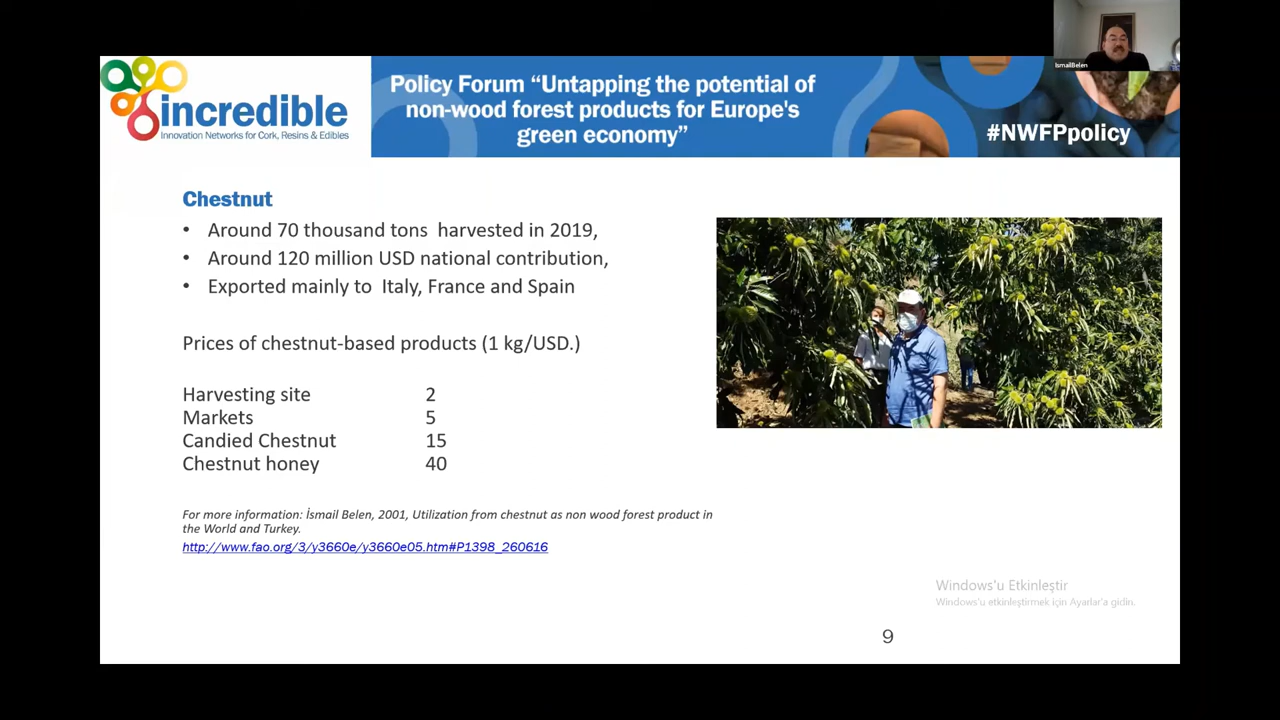 IsmailBelen
incredible
Innovation Networks for Cork, Resins & Edibles
Policy Forum “Untapping the potential of
non-wood forest products for Europe's
green economy”
#NWFPpolicy
Chestnut
• Around 70 thousand tons harvested in 2019,
• Around 120 million USD national contribution,
• Exported mainly to Italy, France and Spain
Prices of chestnut-based products (1 kg/USD.)
Harvesting site 2
Markets 5
Candied Chestnut 15
Chestnut honey 40
For more information: İsmail Belen, 2001, Utilization from chestnut as non wood forest product in
the World and Turkey.
http://www.fao.org/3/y3660e/y3660e05.htm#P1398_260616
Windows'u Etkinleştir
Windows'u etkinleştirmek için Ayarlar'a gidin.
9